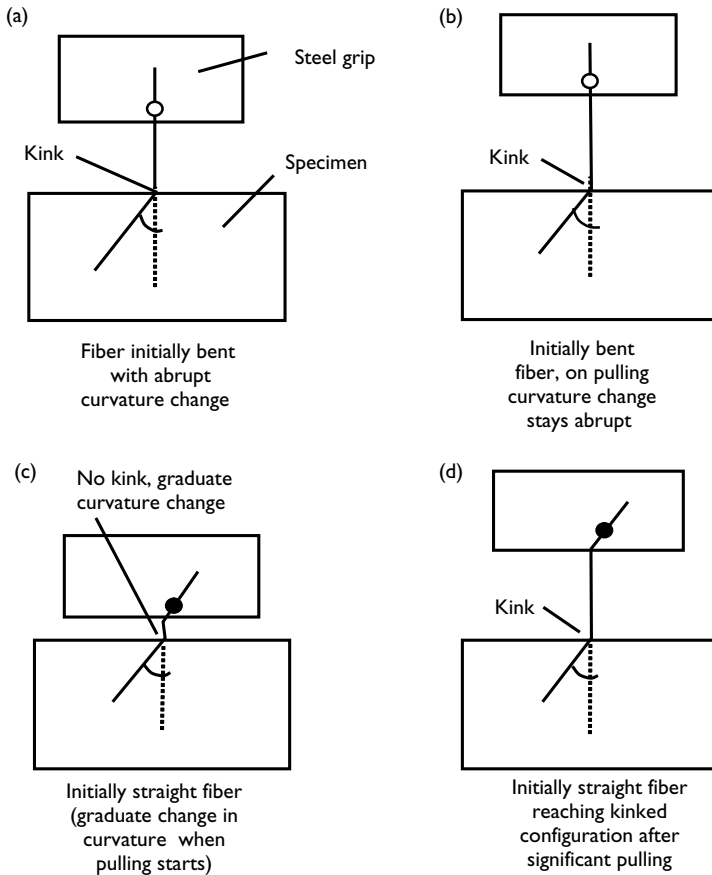 (a)
Steel grip
Kink
Specimen
Fiber initially bent
with abrupt
curvature change
(b)
Kink
Initially bent
fiber, on pulling
curvature change
stays abrupt
(c)
No kink, graduate
curvature change
Initially straight fiber
(graduate change in
curvature when
pulling starts)
(d)
Kink
Initially straight fiber
reaching kinked
configuration after
significant pulling